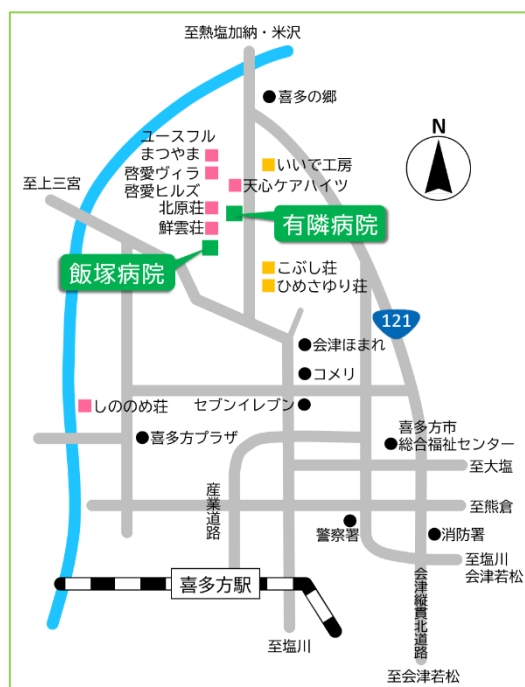 至熱塩加納・米沢
喜多の郷
N
ユースフル
まつやま
いいで工房
啓愛ヴィラ
啓愛ヒルズ
天心ケアハイツ
至上三宮
北原荘
鮮雲荘
有隣病院
飯塚病院
こぶし荘
ひめさゆり荘
121
会津ほまれ
コメリ
しののめ荘
セブンイレブン
喜多方市
総合福祉センター
喜多方プラザ
至大塩
産業道路
至熊倉
警察署
消防署
至塩川
会津若松
喜多方駅
会津縦貫北道路
至塩川
至会津若松